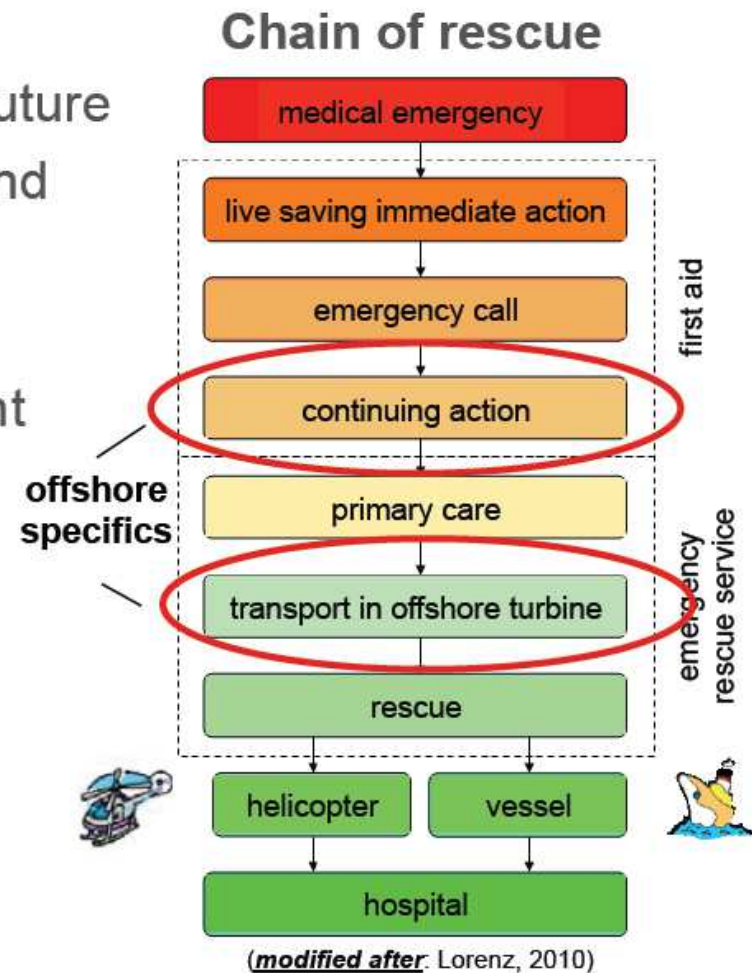 Chain of rescue
uture
nd
nt
medical emergency
live saving immediate action
emergency call
continuing action
first aid
offshore
specifics
primary care
transport in offshore turbine
rescue
emergency
rescue service
helicopter
vessel
hospital
(modified after: Lorenz, 2010)